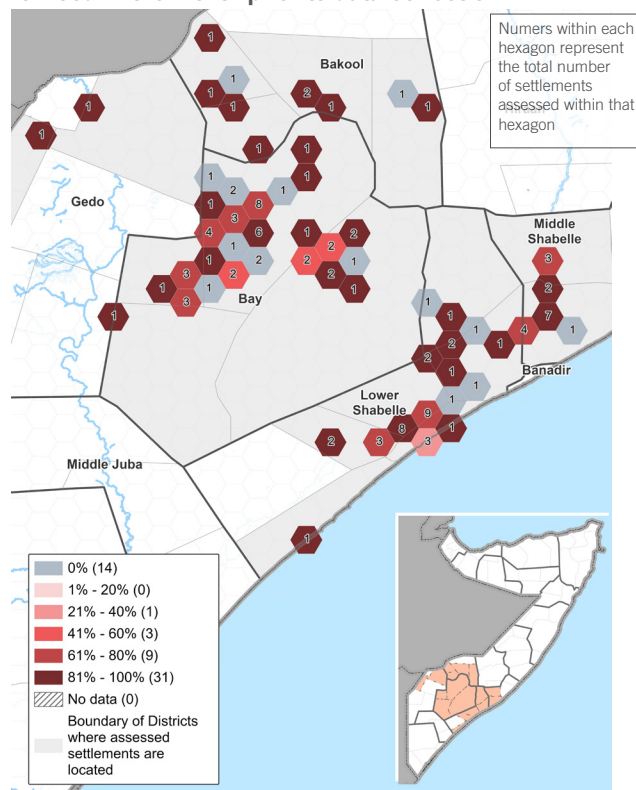 Numers within each
hexagon represent
the total number
of settlements
assessed within that
hexagon
1
Bakool
1
1
1
2
1
1
1
1
1
1
1
1
1
2
1
Gedo
1
8
3
4
6
1
2
2
Middle
Shabelle
1
2
1
2
1
3
3
2
2
1
2
1
1
3
Bay
1
1
7
1
1
1
4
1
2
1
2
1
Banadir
1
Lower
Shabelle
1
9
8
1
2
3
3
Middle Juba
1
0% (14)
1% - 20% (0)
21% - 40% (1)
41% - 60% (3)
61% - 80% (9)
81% - 100% (31)
No data (0)
Boundary of Districts
where assessed
settlements are
located